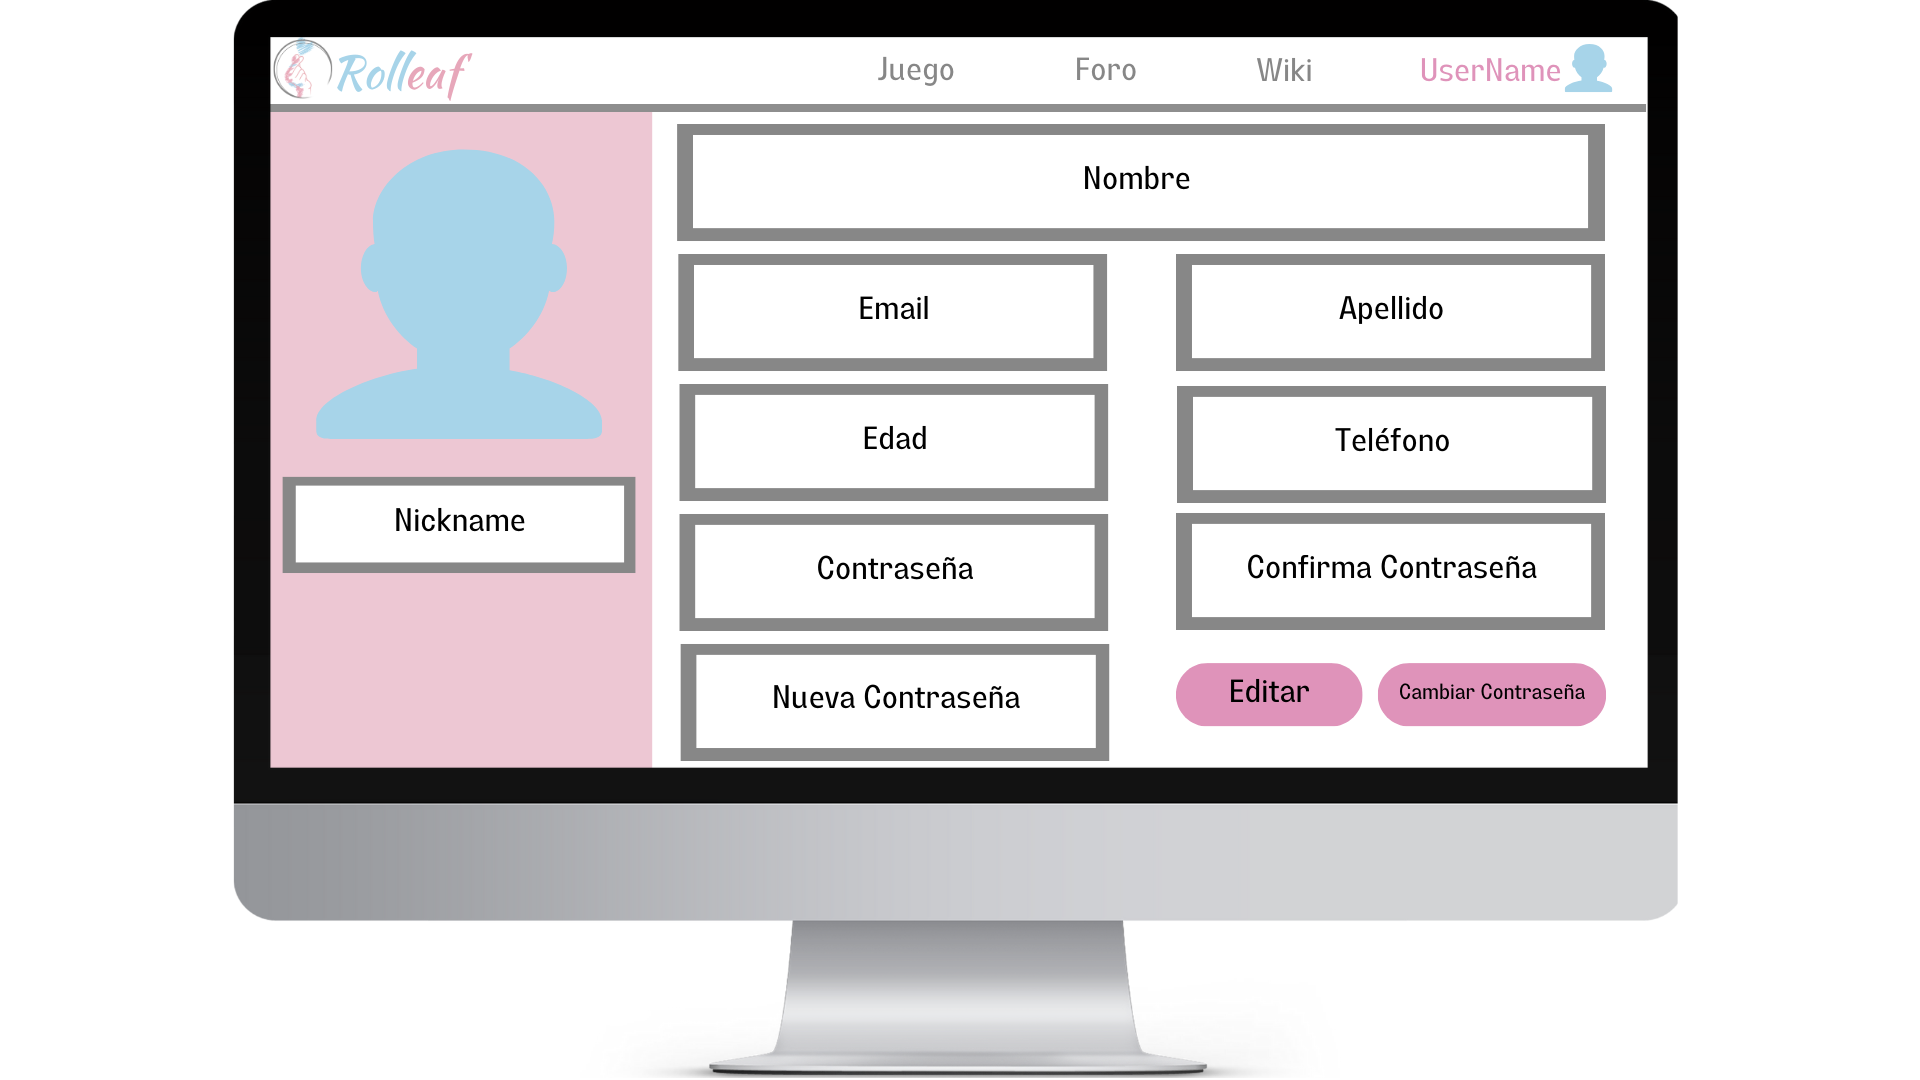 Rolleaf
Juego
Foro
Wiki
UserName
Nickname
Nombre
Email
Apellido
Edad
Teléfono
Contraseña
Confirma Contraseña
Nueva Contraseña
Editar
Cambiar Contraseña